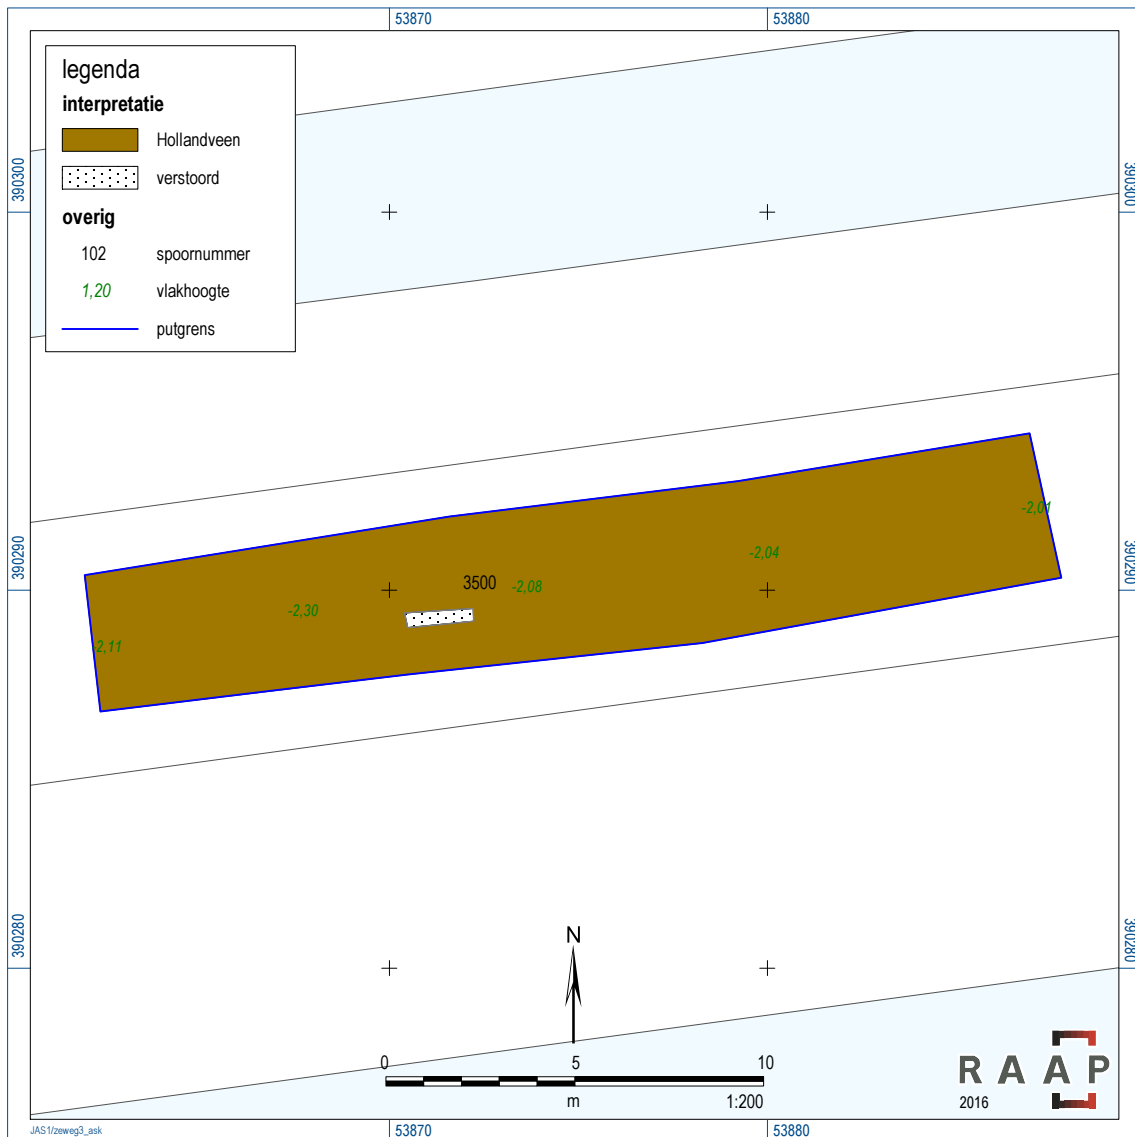 53870
53880
legenda
interpretatie
Hollandveen
verstoord
overig
102 spoornummer
1,20 vlakhoogte
putgrens
390300
390300
-2,01
-2,04
390290
390290
3500
-2,08
-2,30
-2,11
390280
390280
N
0 5 10
m 1:200
RAAP
2016
JAS1/zeweg3_ask
53870
53880